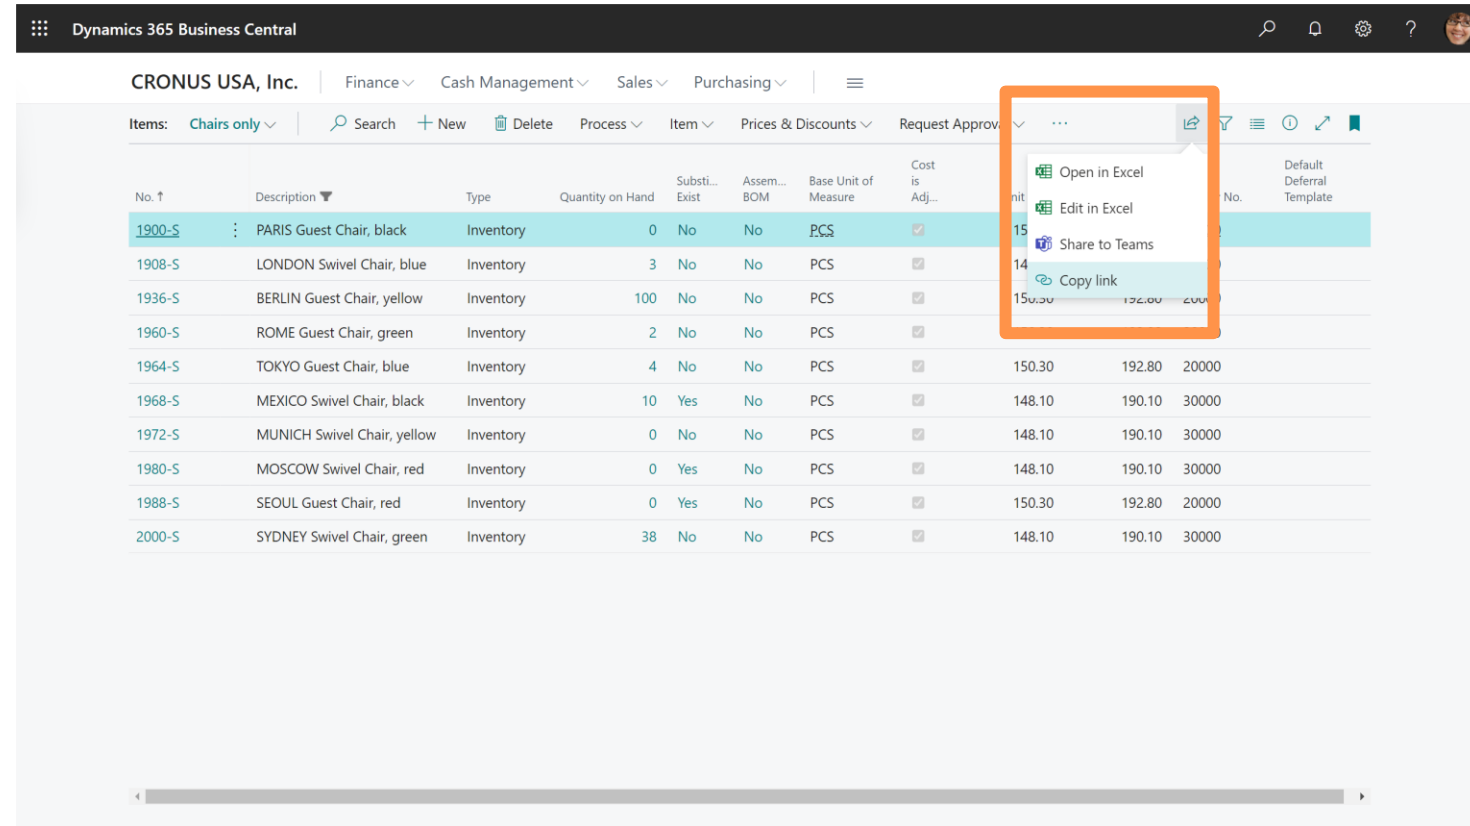 Dynamics 365 Business Central
CRONUS USA, Inc. Finance Cash Management Sales Purchasing
Items: Chairs only Search New Delete Process Item Prices & Discounts Request Approva ...
Open in Excel
Edit in Excel
Share to Teams
Copy link
No. ↑ Description Type Quantity on Hand Substi... Exist Assem... BOM Base Unit of Measure Cost is Adj... nit No. Default Deferral Template
1900-S PARIS Guest Chair, black Inventory 0 No No PCS 15
1908-S LONDON Swivel Chair, blue Inventory 3 No No PCS 14
1936-S BERLIN Guest Chair, yellow Inventory 100 No No PCS 150.30 192.80 20000
1960-S ROME Guest Chair, green Inventory 2 No No PCS
1964-S TOKYO Guest Chair, blue Inventory 4 No No PCS 150.30 192.80 20000
1968-S MEXICO Swivel Chair, black Inventory 10 Yes No PCS 148.10 190.10 30000
1972-S MUNICH Swivel Chair, yellow Inventory 0 No No PCS 148.10 190.10 30000
1980-S MOSCOW Swivel Chair, red Inventory 0 Yes No PCS 148.10 190.10 30000
1988-S SEOUL Guest Chair, red Inventory 0 Yes No PCS 150.30 192.80 20000
2000-S SYDNEY Swivel Chair, green Inventory 38 No No PCS 148.10 190.10 30000